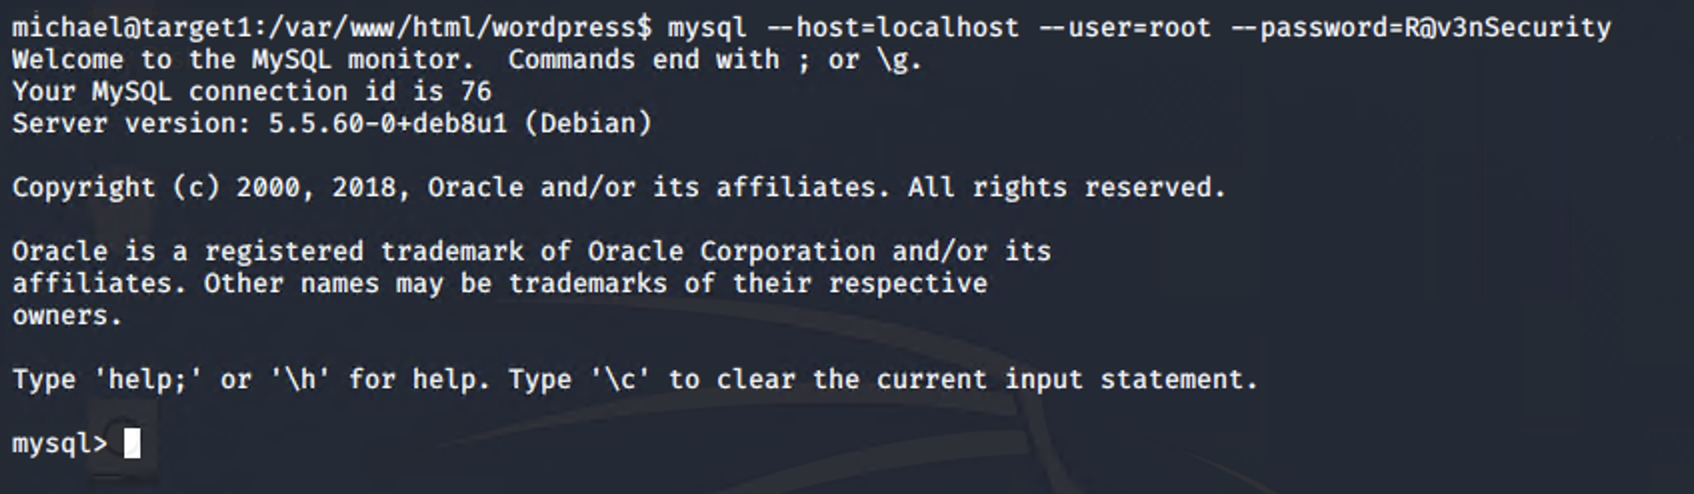 michael@target1:/var/www/html/wordpress$ mysql --host=localhost --user=root --password=R@v3nSecurity
Welcome to the MySQL monitor.  Commands end with ; or \g.
Your MySQL connection id is 76
Server version: 5.5.60-0+deb8u1 (Debian)

Copyright (c) 2000, 2018, Oracle and/or its affiliates. All rights reserved.

Oracle is a registered trademark of Oracle Corporation and/or its
affiliates. Other names may be trademarks of their respective
owners.

Type 'help;' or '\h' for help. Type '\c' to clear the current input statement.

mysql>